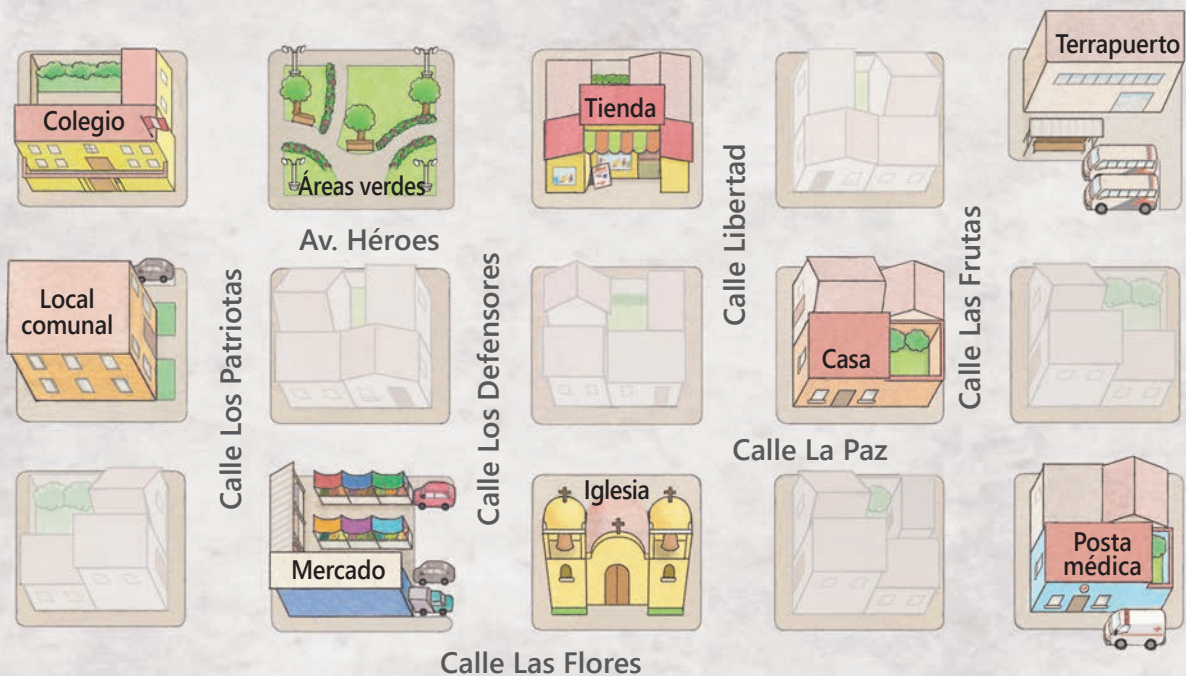 Terrapuerto
Colegio
Tienda
Áreas verdes
Av. Héroes
Calle Libertad
Local
comunal
Calle Los Patriotas
Calle Los Defensores
Casa
Calle Las Frutas
Calle La Paz
Iglesia
Mercado
Posta
médica
Calle Las Flores